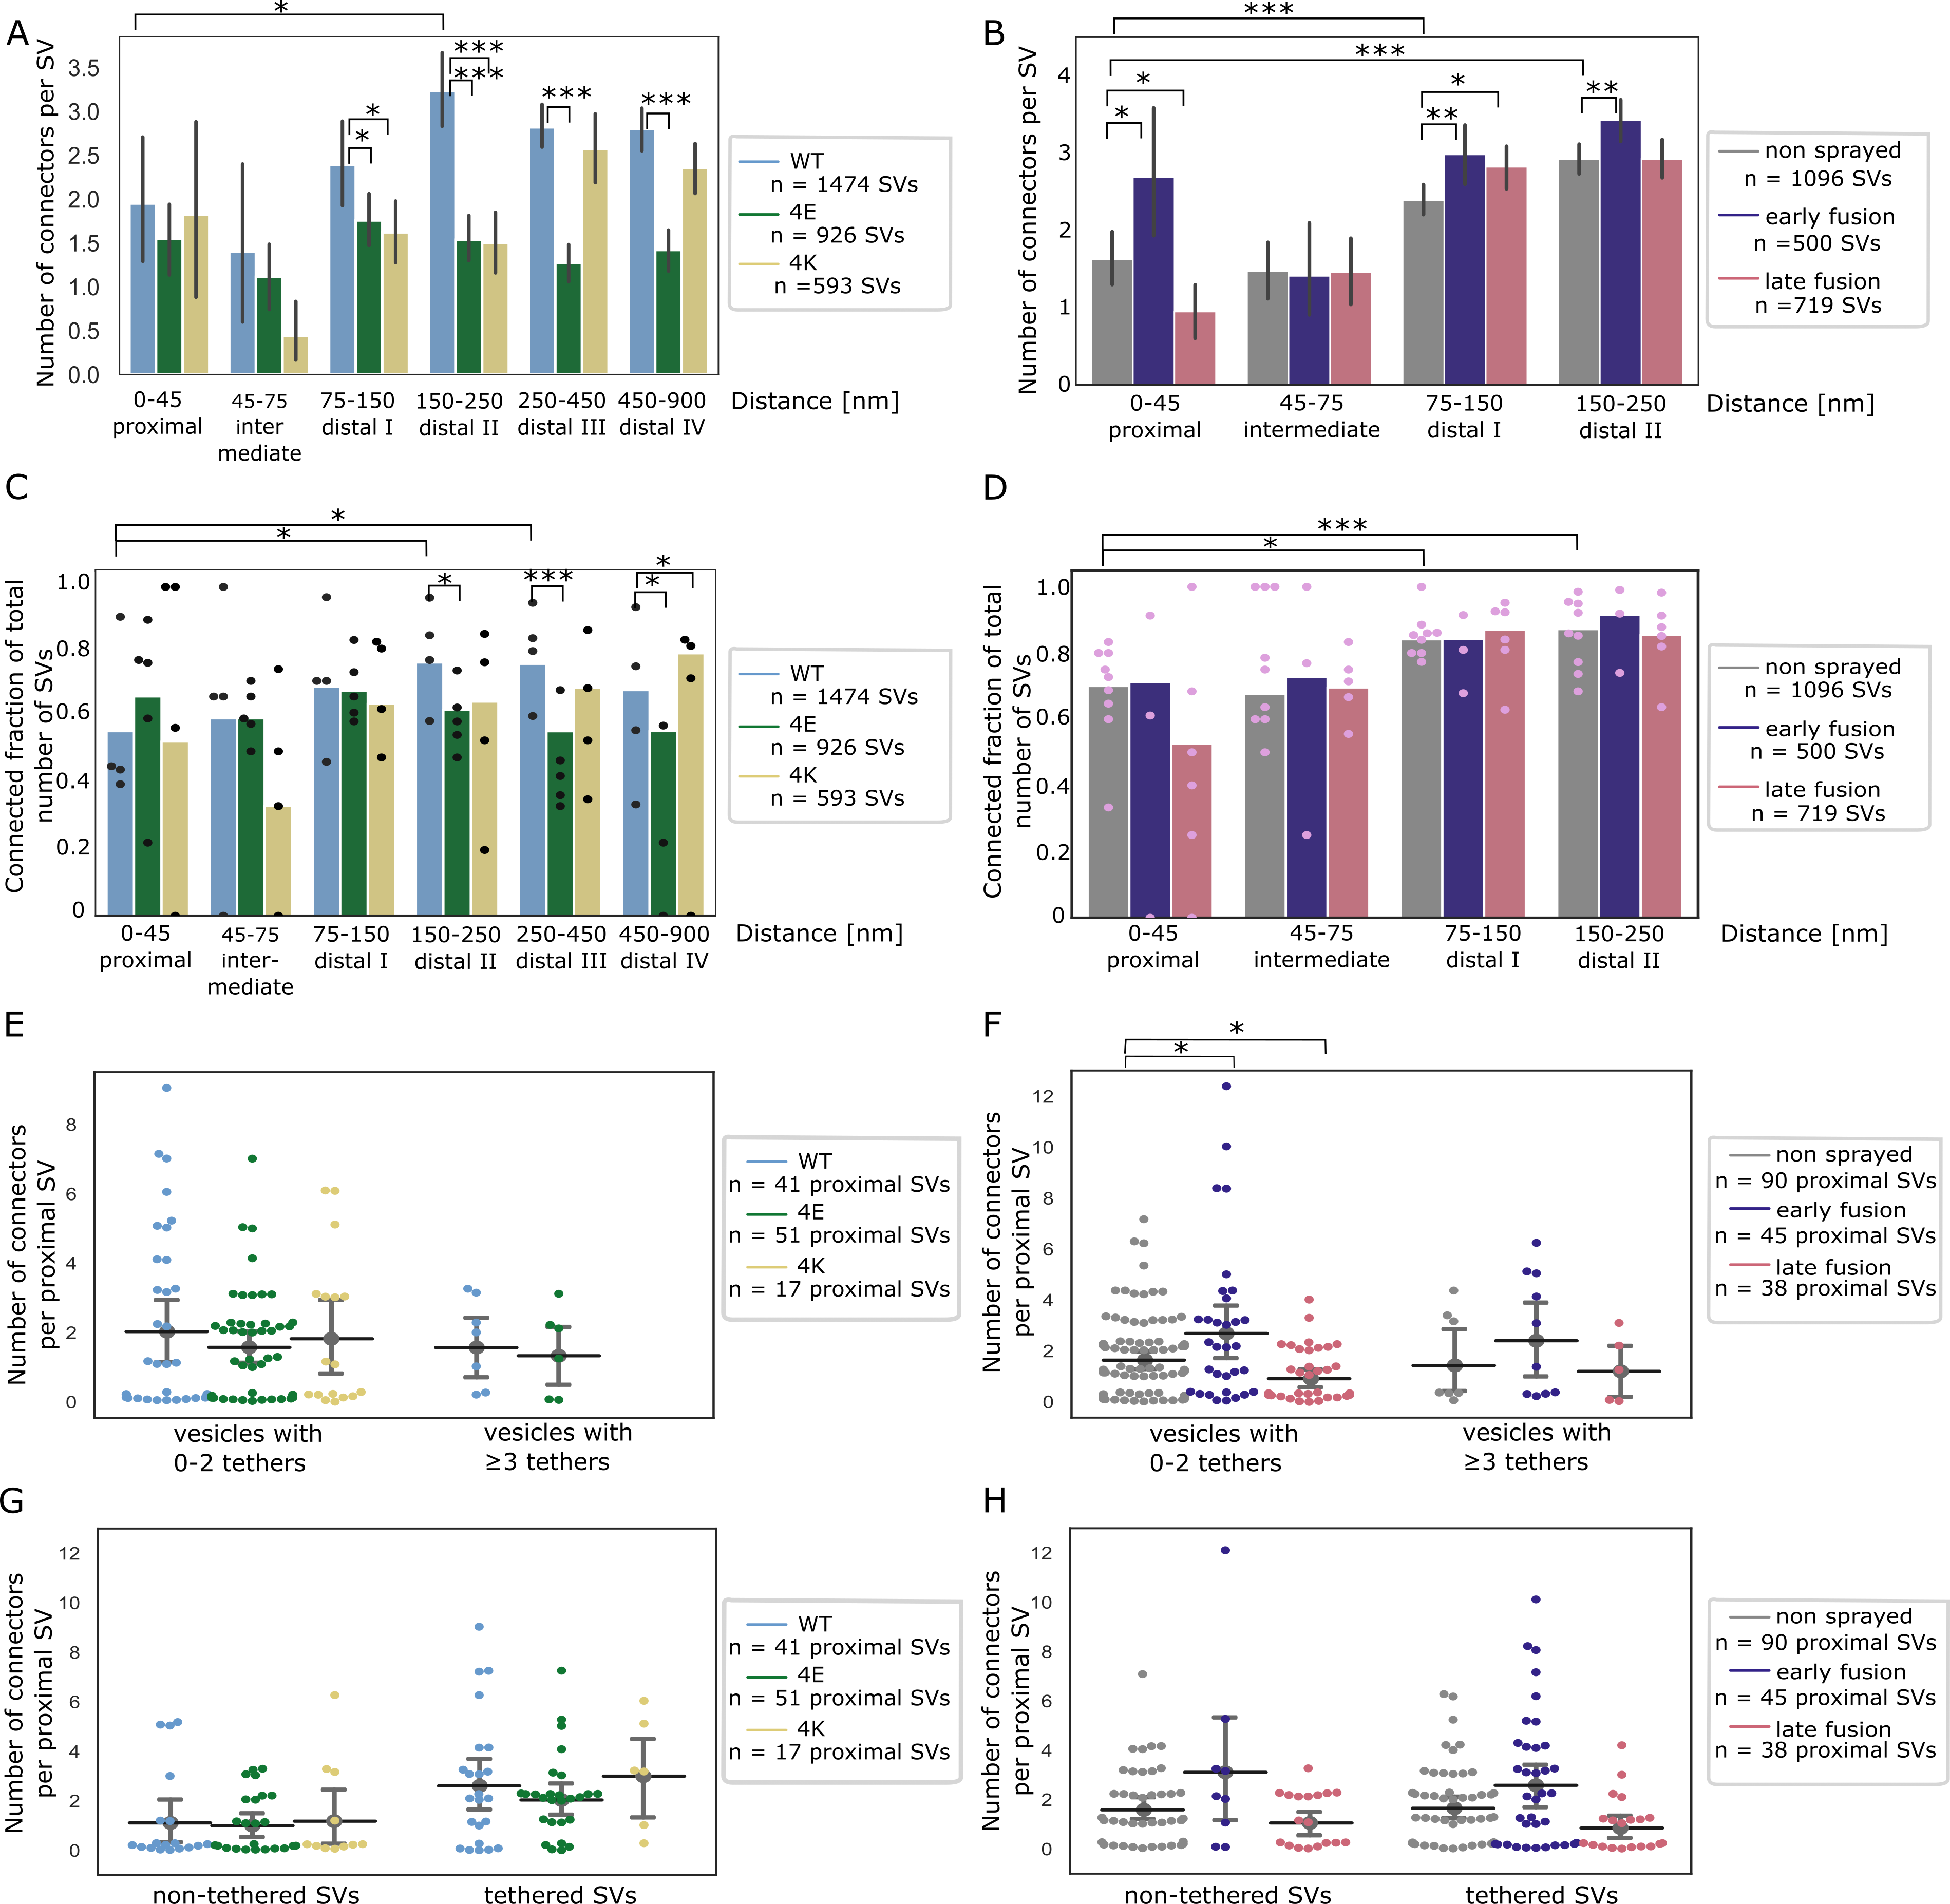 A
*
Number of connectors per SV
3.5
3.0
2.5
2.0
1.5
1.0
0.5
0.0
*
*
***
***
***
***
0-45
proximal
45-75
inter
mediate
75-150
distal I
150-250
distal II
250-450
distal III
450-900
distal IV
Distance [nm]
WT
n = 1474 SVs
4E
n = 926 SVs
4K
n =593 SVs
B
***
***
*
*
*
**
**
Number of connectors per SV
4
3
2
1
0
0-45
proximal
45-75
intermediate
75-150
distal I
150-250
distal II
Distance [nm]
non sprayed
n = 1096 SVs
early fusion
n =500 SVs
late fusion
n =719 SVs
C
*
*
*
***
*
*
Connected fraction of total
number of SVs
1.0
0.8
0.6
0.4
0.2
0
0-45
proximal
45-75
inter-
mediate
75-150
distal I
150-250
distal II
250-450
distal III
450-900
distal IV
Distance [nm]
WT
n = 1474 SVs
4E
n = 926 SVs
4K
n = 593 SVs
D
***
*
Connected fraction of total
number of SVs
1.0
0.8
0.6
0.4
0.2
0
0-45
proximal
45-75
intermediate
75-150
distal I
150-250
distal II
Distance [nm]
non sprayed
n = 1096 SVs
early fusion
n = 500 SVs
late fusion
n = 719 SVs
E
Number of connectors
per proximal SV
8
6
4
2
0
vesicles with
0-2 tethers
vesicles with
≥3 tethers
WT
n = 41 proximal SVs
4E
n = 51 proximal SVs
4K
n = 17 proximal SVs
F
*
*
Number of connectors
per proximal SV
12
10
8
6
4
2
0
vesicles with
0-2 tethers
vesicles with
≥3 tethers
non sprayed
n = 90 proximal SVs
early fusion
n = 45 proximal SVs
late fusion
n = 38 proximal SVs
G
Number of connectors
per proximal SV
12
10
8
6
4
2
0
non-tethered SVs
tethered SVs
WT
n = 41 proximal SVs
4E
n = 51 proximal SVs
4K
n = 17 proximal SVs
H
Number of connectors
per proximal SV
12
10
8
6
4
2
0
non-tethered SVs
tethered SVs
non sprayed
n = 90 proximal SVs
early fusion
n = 45 proximal SVs
late fusion
n = 38 proximal SVs